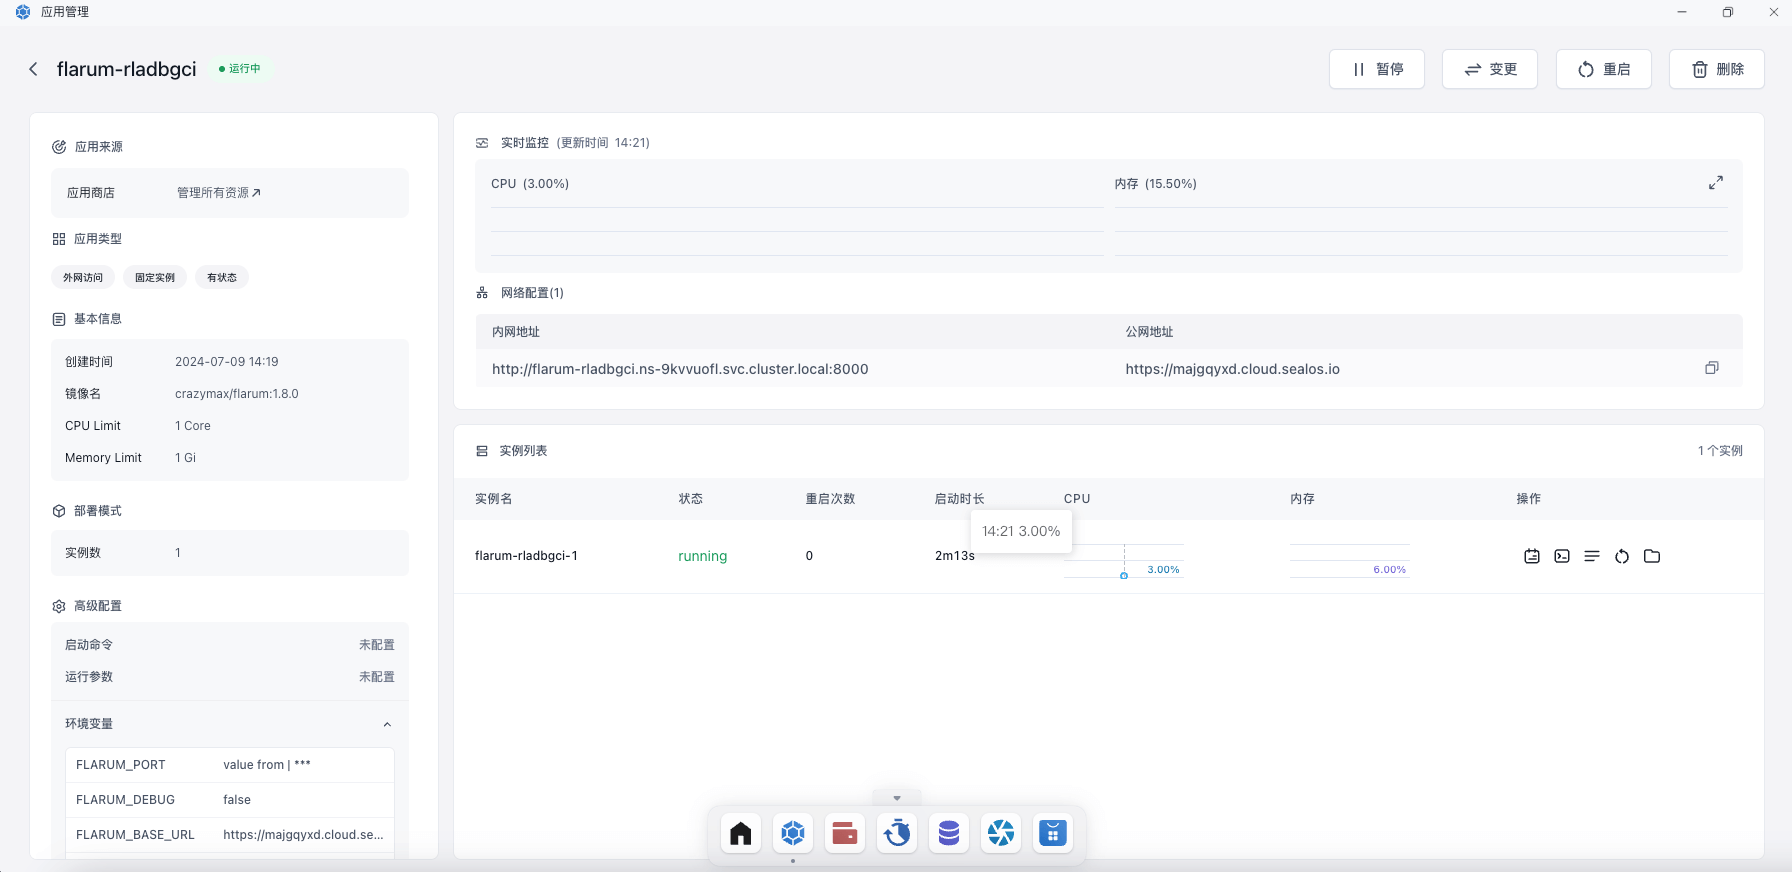 应用管理
flarum-rladbgci
运行中
暂停
变更
重启
删除
应用来源
应用商店 管理所有资源
应用类型
外网访问 固定实例 有状态
基本信息
创建时间 2024-07-09 14:19
镜像名 crazymax/flarum:1.8.0
CPU Limit 1 Core
Memory Limit 1 Gi
部署模式
实例数 1
高级配置
启动命令 未配置
运行参数 未配置
环境变量
FLARUM_PORT value from | ***
FLARUM_DEBUG false
FLARUM_BASE_URL https://majgqyxd.cloud.se...
实时监控 (更新时间 14:21)
CPU (3.00%) 内存 (15.50%)
网络配置(1)
内网地址 公网地址
http://flarum-rladbgci.ns-9kvvuofl.svc.cluster.local:8000 https://majgqyxd.cloud.sealos.io
实例列表 1 个实例
实例名 状态 重启次数 启动时长 CPU 内存 操作
14:21 3.00%
flarum-rladbgci-1 running 0 2m13s 3.00% 6.00%